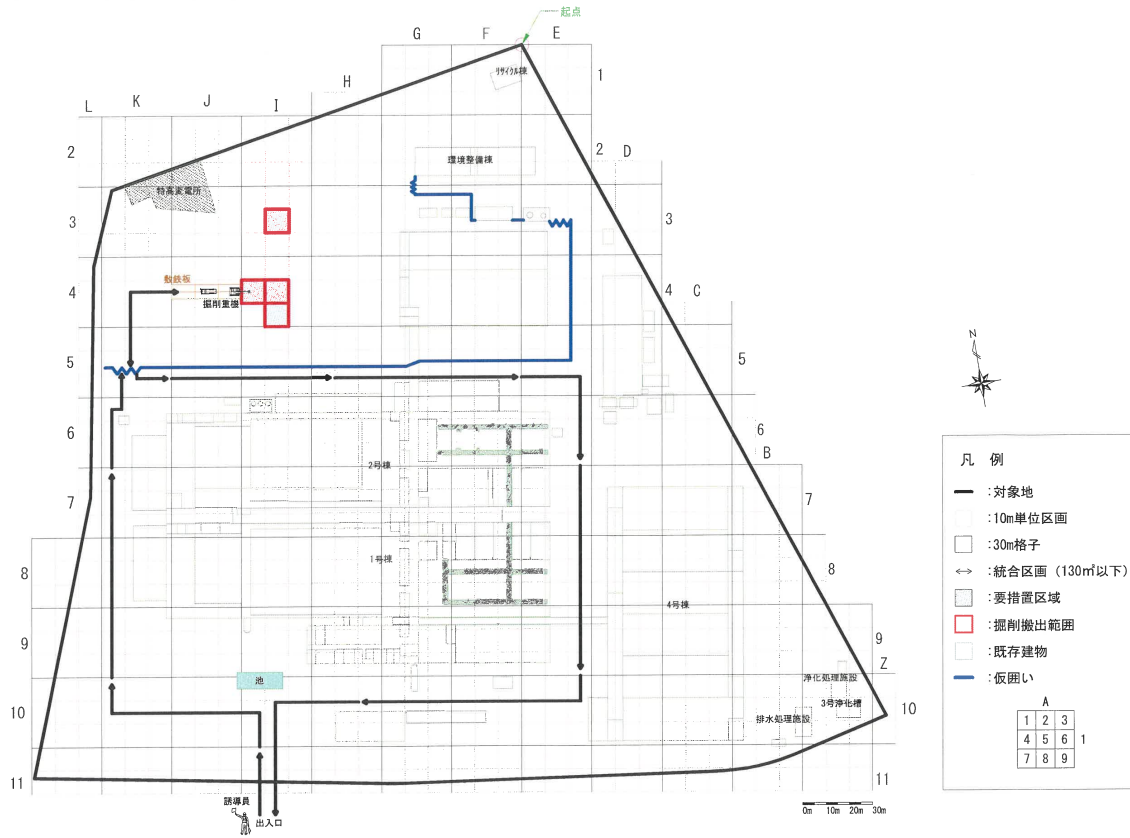 起点
G
F
E
1
リサイクル棟
H
I
L
K
J
2
環境整備棟
2
D
特高変電所
3
3
敷鉄板
掘削重機
4
4
C
5
5
6
6
B
2号棟
7
7
1号棟
8
8
4号棟
9
9
Z
池
浄化処理施設
3号浄化槽
排水処理施設
10
10
11
11
誘導員
出入口
0m 10m 20m 30m
N
凡 例
:対象地
:10m単位区画
:30m格子
:統合区画(130㎡以下)
:要措置区域
:掘削搬出範囲
:既存建物
:仮囲い
A
1 2 3
4 5 6 1
7 8 9